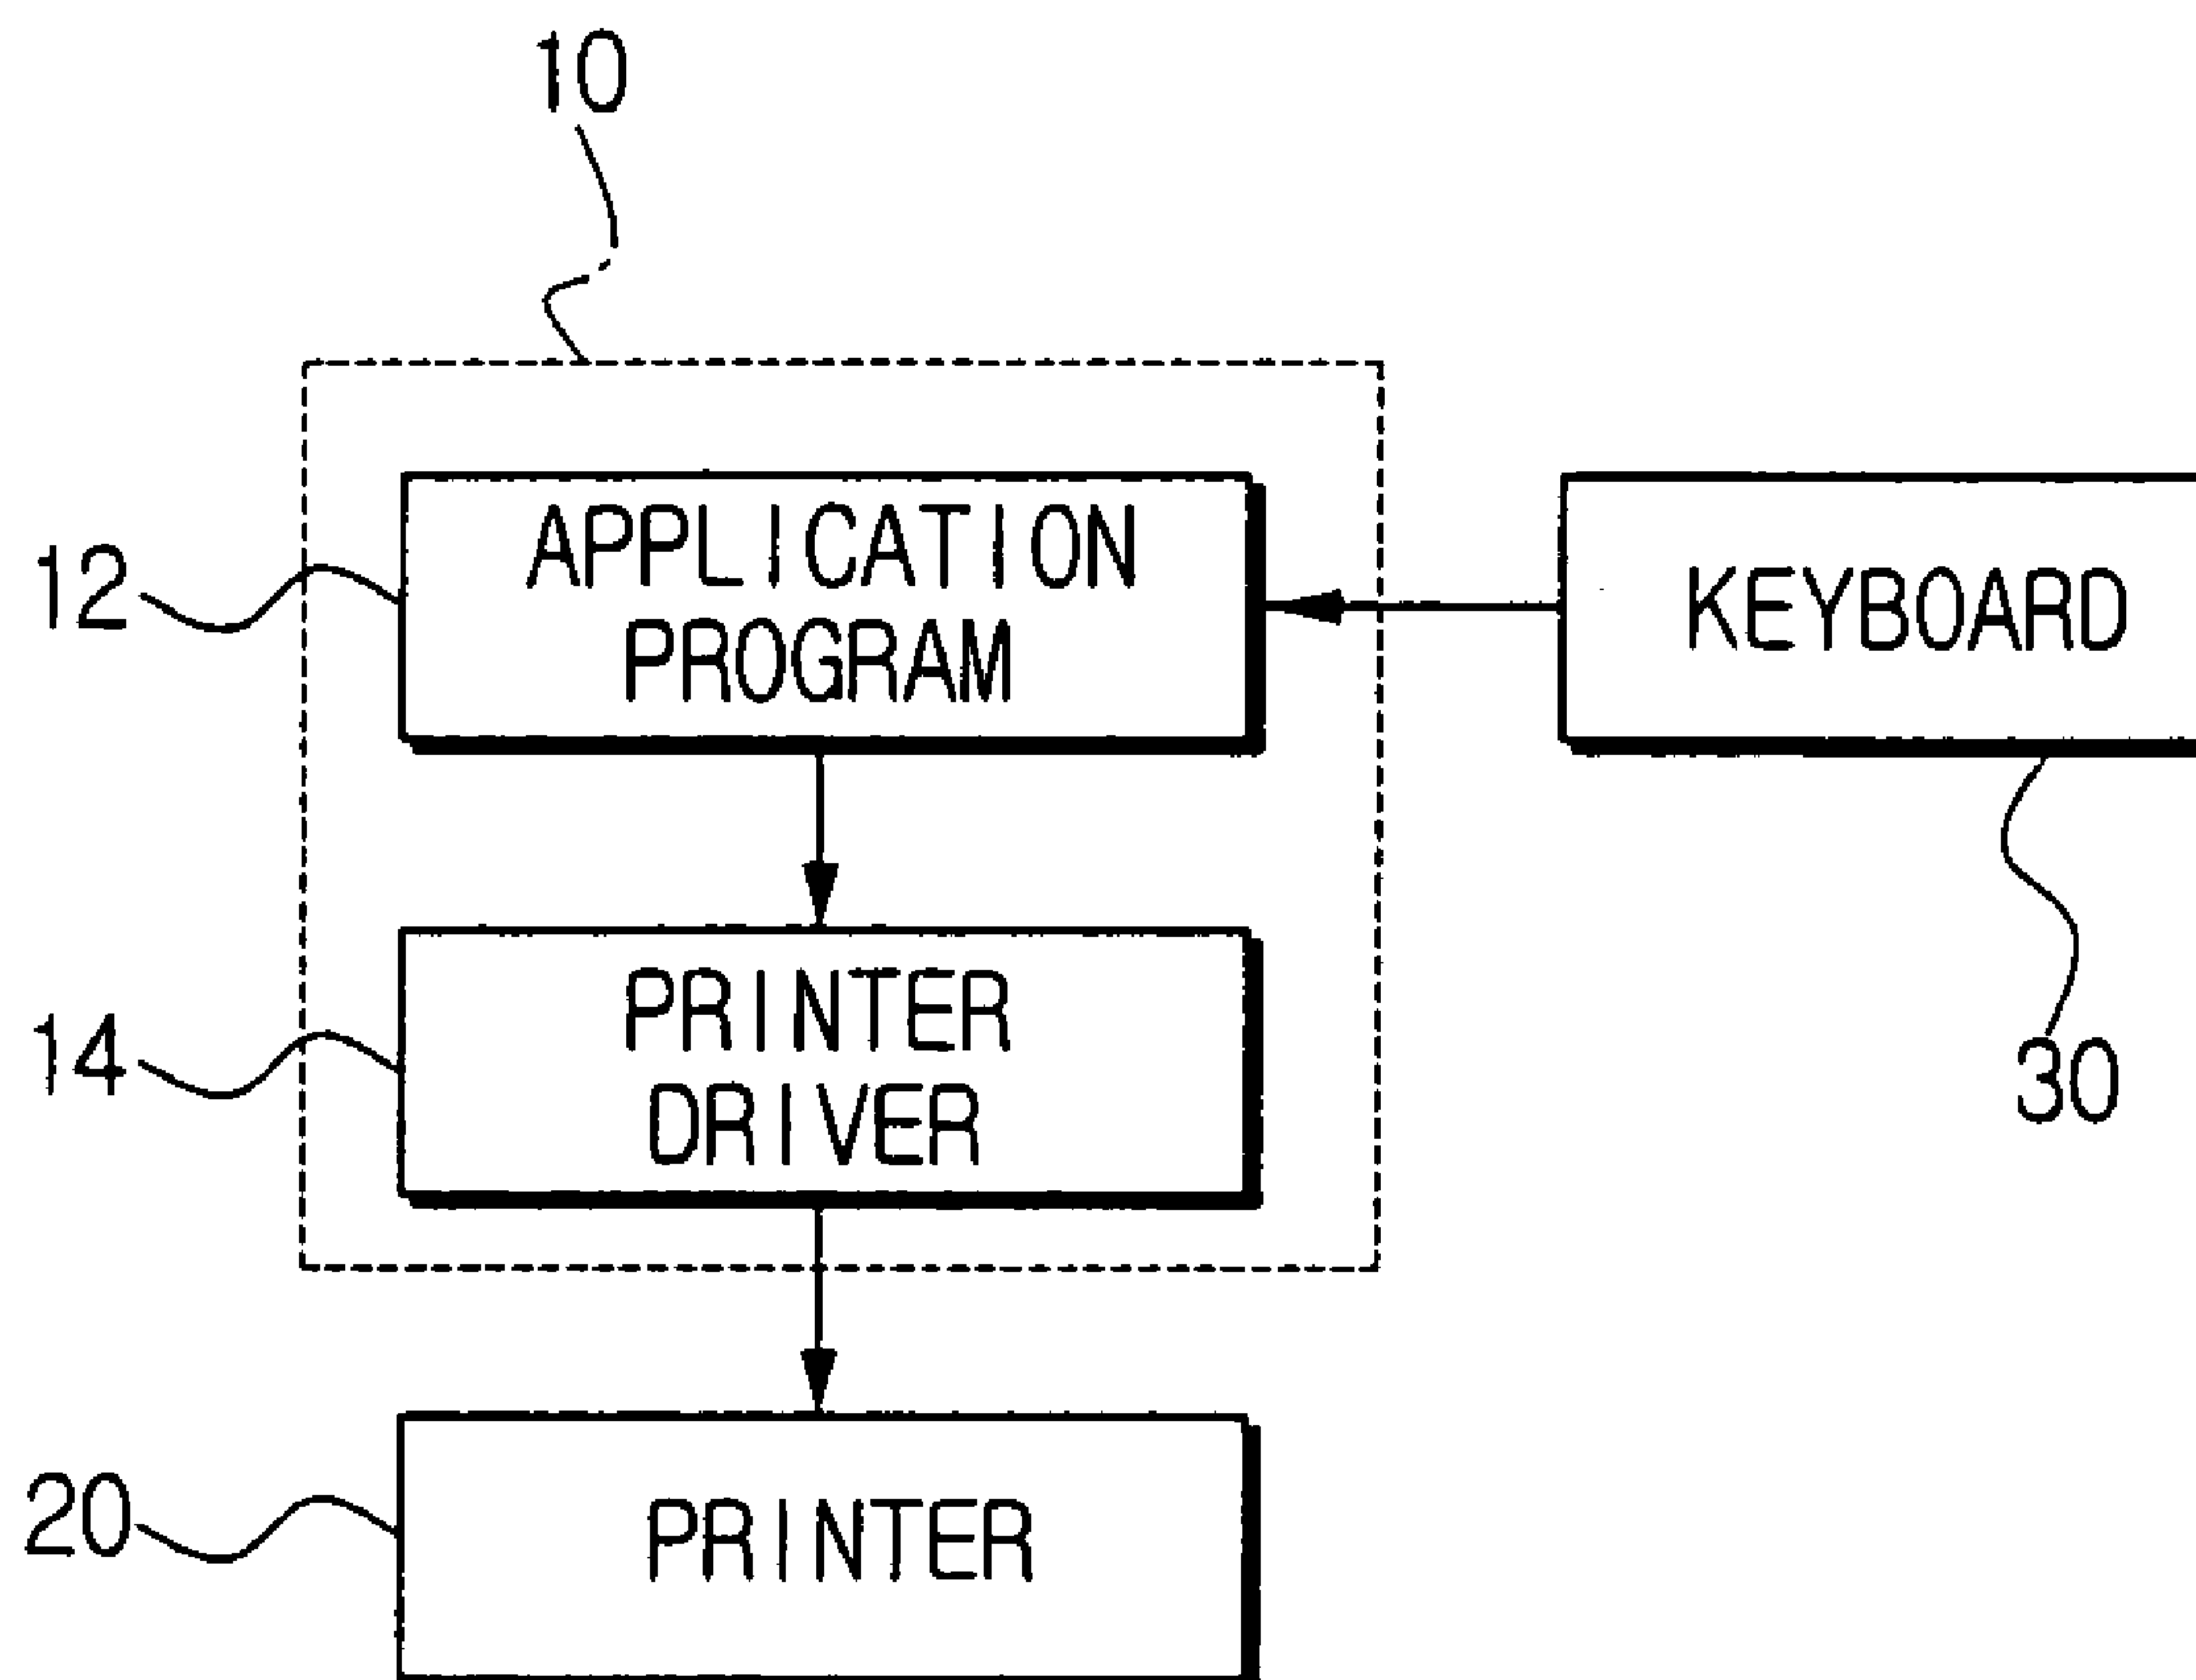 10
12
APPLICATION
PROGRAM
KEYBOARD
14
PRINTER
DRIVER
30
20
PRINTER